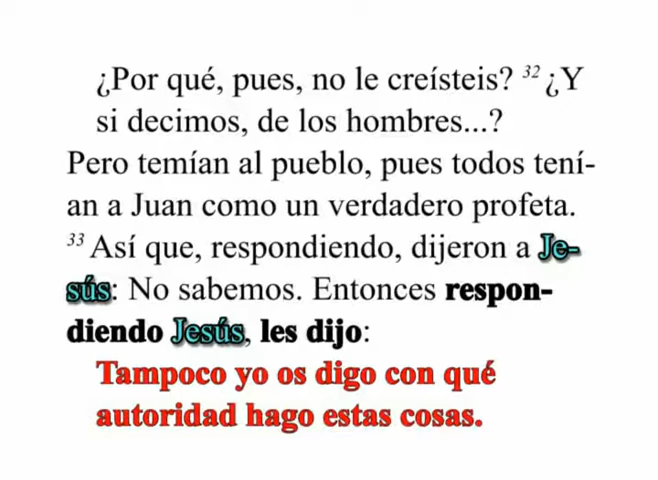 ¿Por qué, pues, no le creísteis? 32 ¿Y
si decimos, de los hombres...?
Pero temían al pueblo, pues todos tení-
an a Juan como un verdadero profeta.
33 Así que, respondiendo, dijeron a Je-
sús: No sabemos. Entonces respon-
diendo Jesús, les dijo:
Tampoco yo os digo con qué
autoridad hago estas cosas.